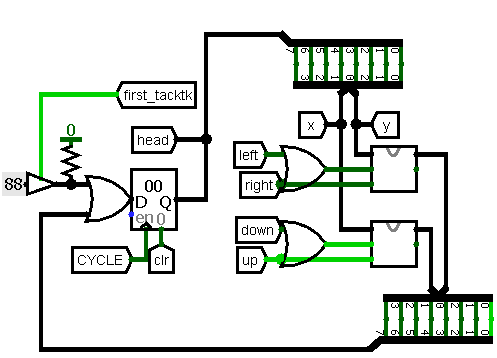 first_tacktk
0
head
x
y
left
88
00
right
D Q
en 0
down
CYCLE
clr
up